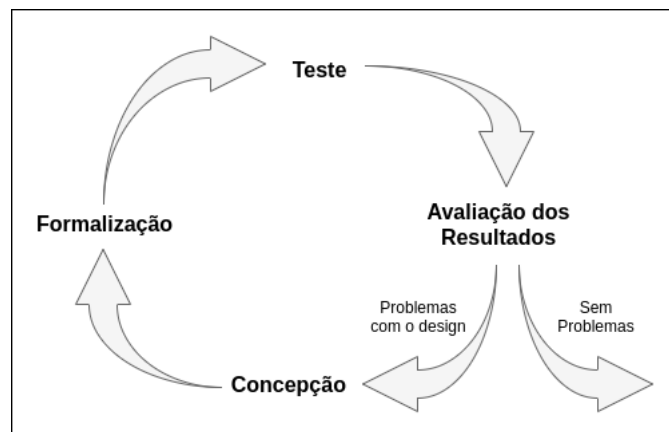 Teste
Formalização
Avaliação dos
Resultados
Problemas
com o design
Sem
Problemas
Concepção